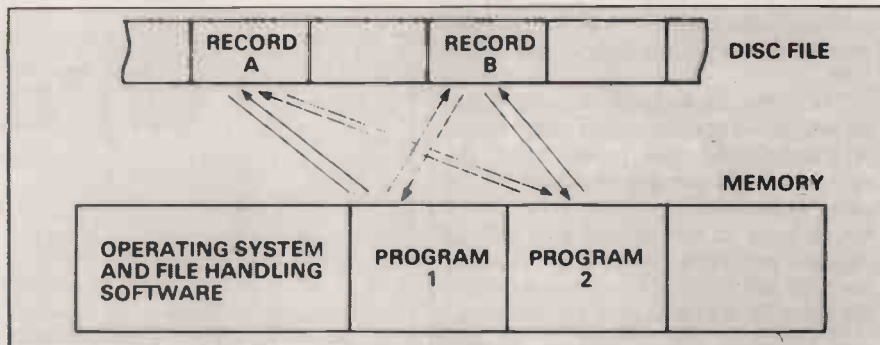 RECORD
A
RECORD
B
DISC FILE
MEMORY
OPERATING SYSTEM
AND FILE HANDLING
SOFTWARE
PROGRAM
1
PROGRAM
2